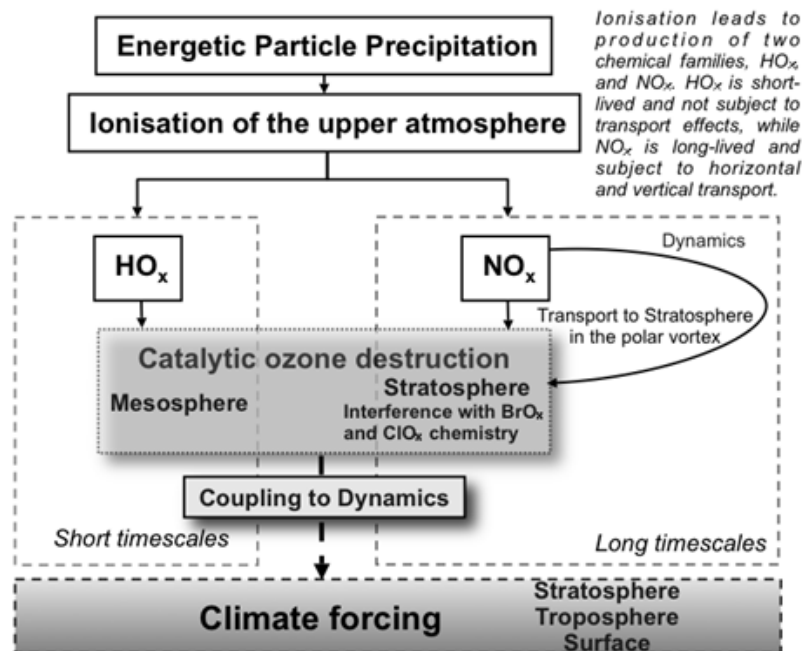 Energetic Particle Precipitation
Ionisation of the upper atmosphere
Ionisation leads to
production of two
chemical families, HOₓ,
and NOₓ. HOₓ is short-
lived and not subject to
transport effects, while
NOₓ is long-lived and
subject to horizontal
and vertical transport.
HOₓ
NOₓ
Dynamics
Transport to Stratosphere
in the polar vortex
Catalytic ozone destruction
Mesosphere
Stratosphere
Interference with BrOₓ
and ClOₓ chemistry
Coupling to Dynamics
Short timescales
Long timescales
Climate forcing
Stratosphere
Troposphere
Surface